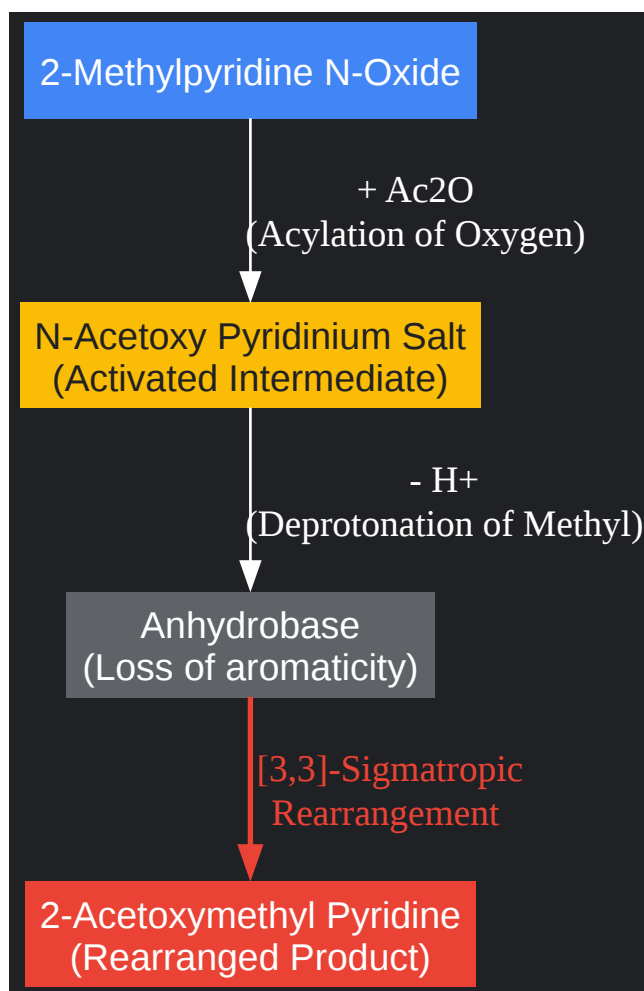 2-Methylpyridine N-Oxide
+ Ac2O
(Acylation of Oxygen)
N-Acetoxy Pyridinium Salt
(Activated Intermediate)
- H+
(Deprotonation of Methyl)
Anhydrobase
(Loss of aromaticity)
[3,3]-Sigmatropic
Rearrangement
2-Acetoxymethyl Pyridine
(Rearranged Product)